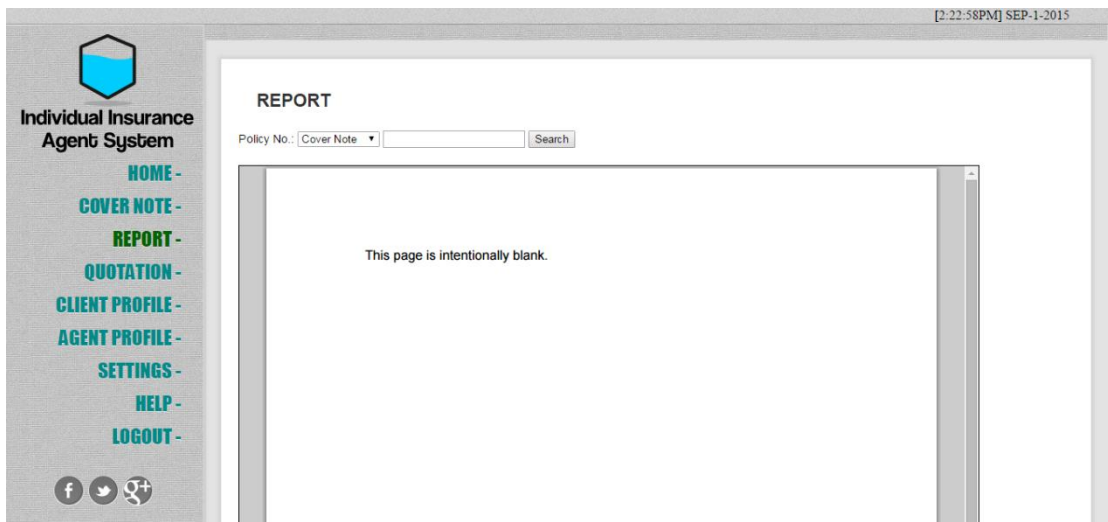 [2:22:58PM] SEP-1-2015
Individual Insurance
Agent System
HOME -
COVER NOTE -
REPORT -
QUOTATION -
CLIENT PROFILE -
AGENT PROFILE -
SETTINGS -
HELP -
LOGOUT -
f g+
REPORT
Policy No.: Cover Note Search
This page is intentionally blank.